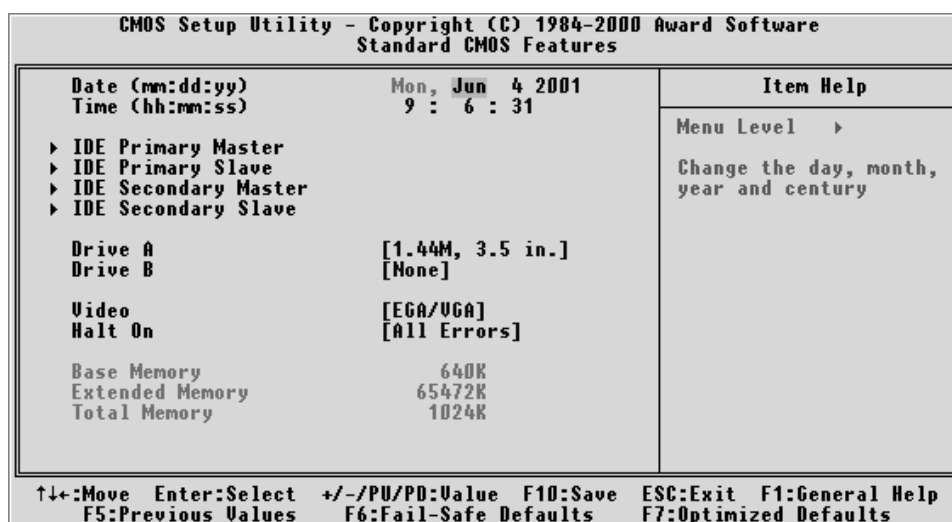 CMOS Setup Utility – Copyright (C) 1984–2000 Award Software
Standard CMOS Features
Date (mm:dd:yy) Mon, Jun 4 2001
Time (hh:mm:ss) 9 : 6 : 31
Item Help
Menu Level ▸
Change the day, month,
year and century
▸ IDE Primary Master
▸ IDE Primary Slave
▸ IDE Secondary Master
▸ IDE Secondary Slave
Drive A [1.44M, 3.5 in.]
Drive B [None]
Video [EGA/VGA]
Halt On [All Errors]
Base Memory 640K
Extended Memory 65472K
Total Memory 1024K
↑↓←:Move Enter:Select +/-/PU/PD:Value F10:Save ESC:Exit F1:General Help
F5:Previous Values F6:Fail-Safe Defaults F7:Optimized Defaults